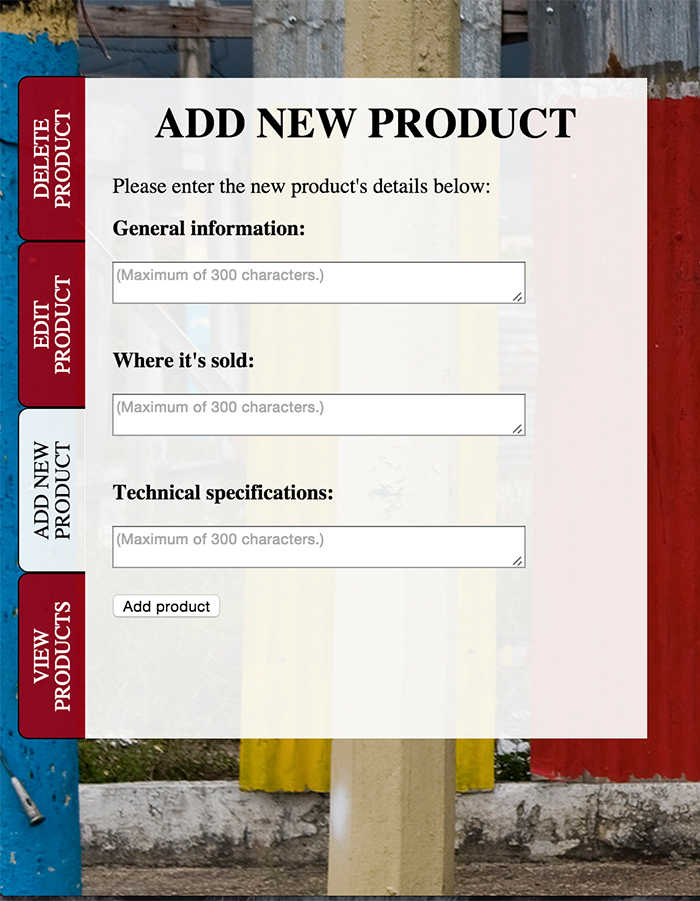 DELETE
PRODUCT
EDIT
PRODUCT
ADD NEW
PRODUCT
VIEW
PRODUCTS
ADD NEW PRODUCT
Please enter the new product's details below:
General information:
(Maximum of 300 characters.)
Where it's sold:
(Maximum of 300 characters.)
Technical specifications:
(Maximum of 300 characters.)
Add product